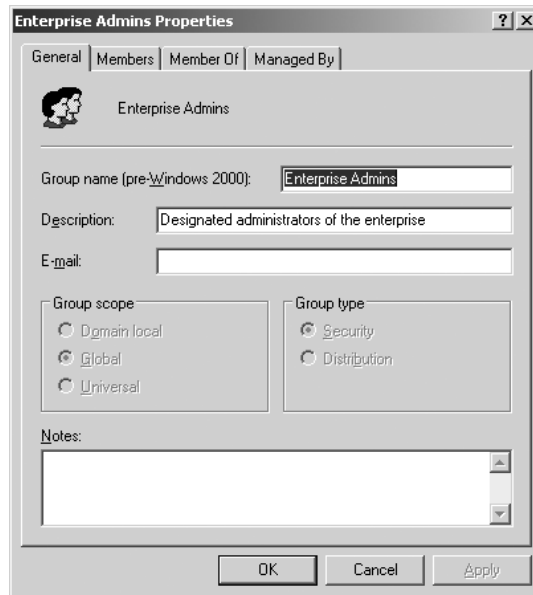 Enterprise Admins Properties
General Members Member Of Managed By
Enterprise Admins
Group name (pre-Windows 2000): Enterprise Admins
Description: Designated administrators of the enterprise
E-mail:
Group scope Group type
Domain local Security
Global Distribution
Universal
Notes:
OK Cancel Apply